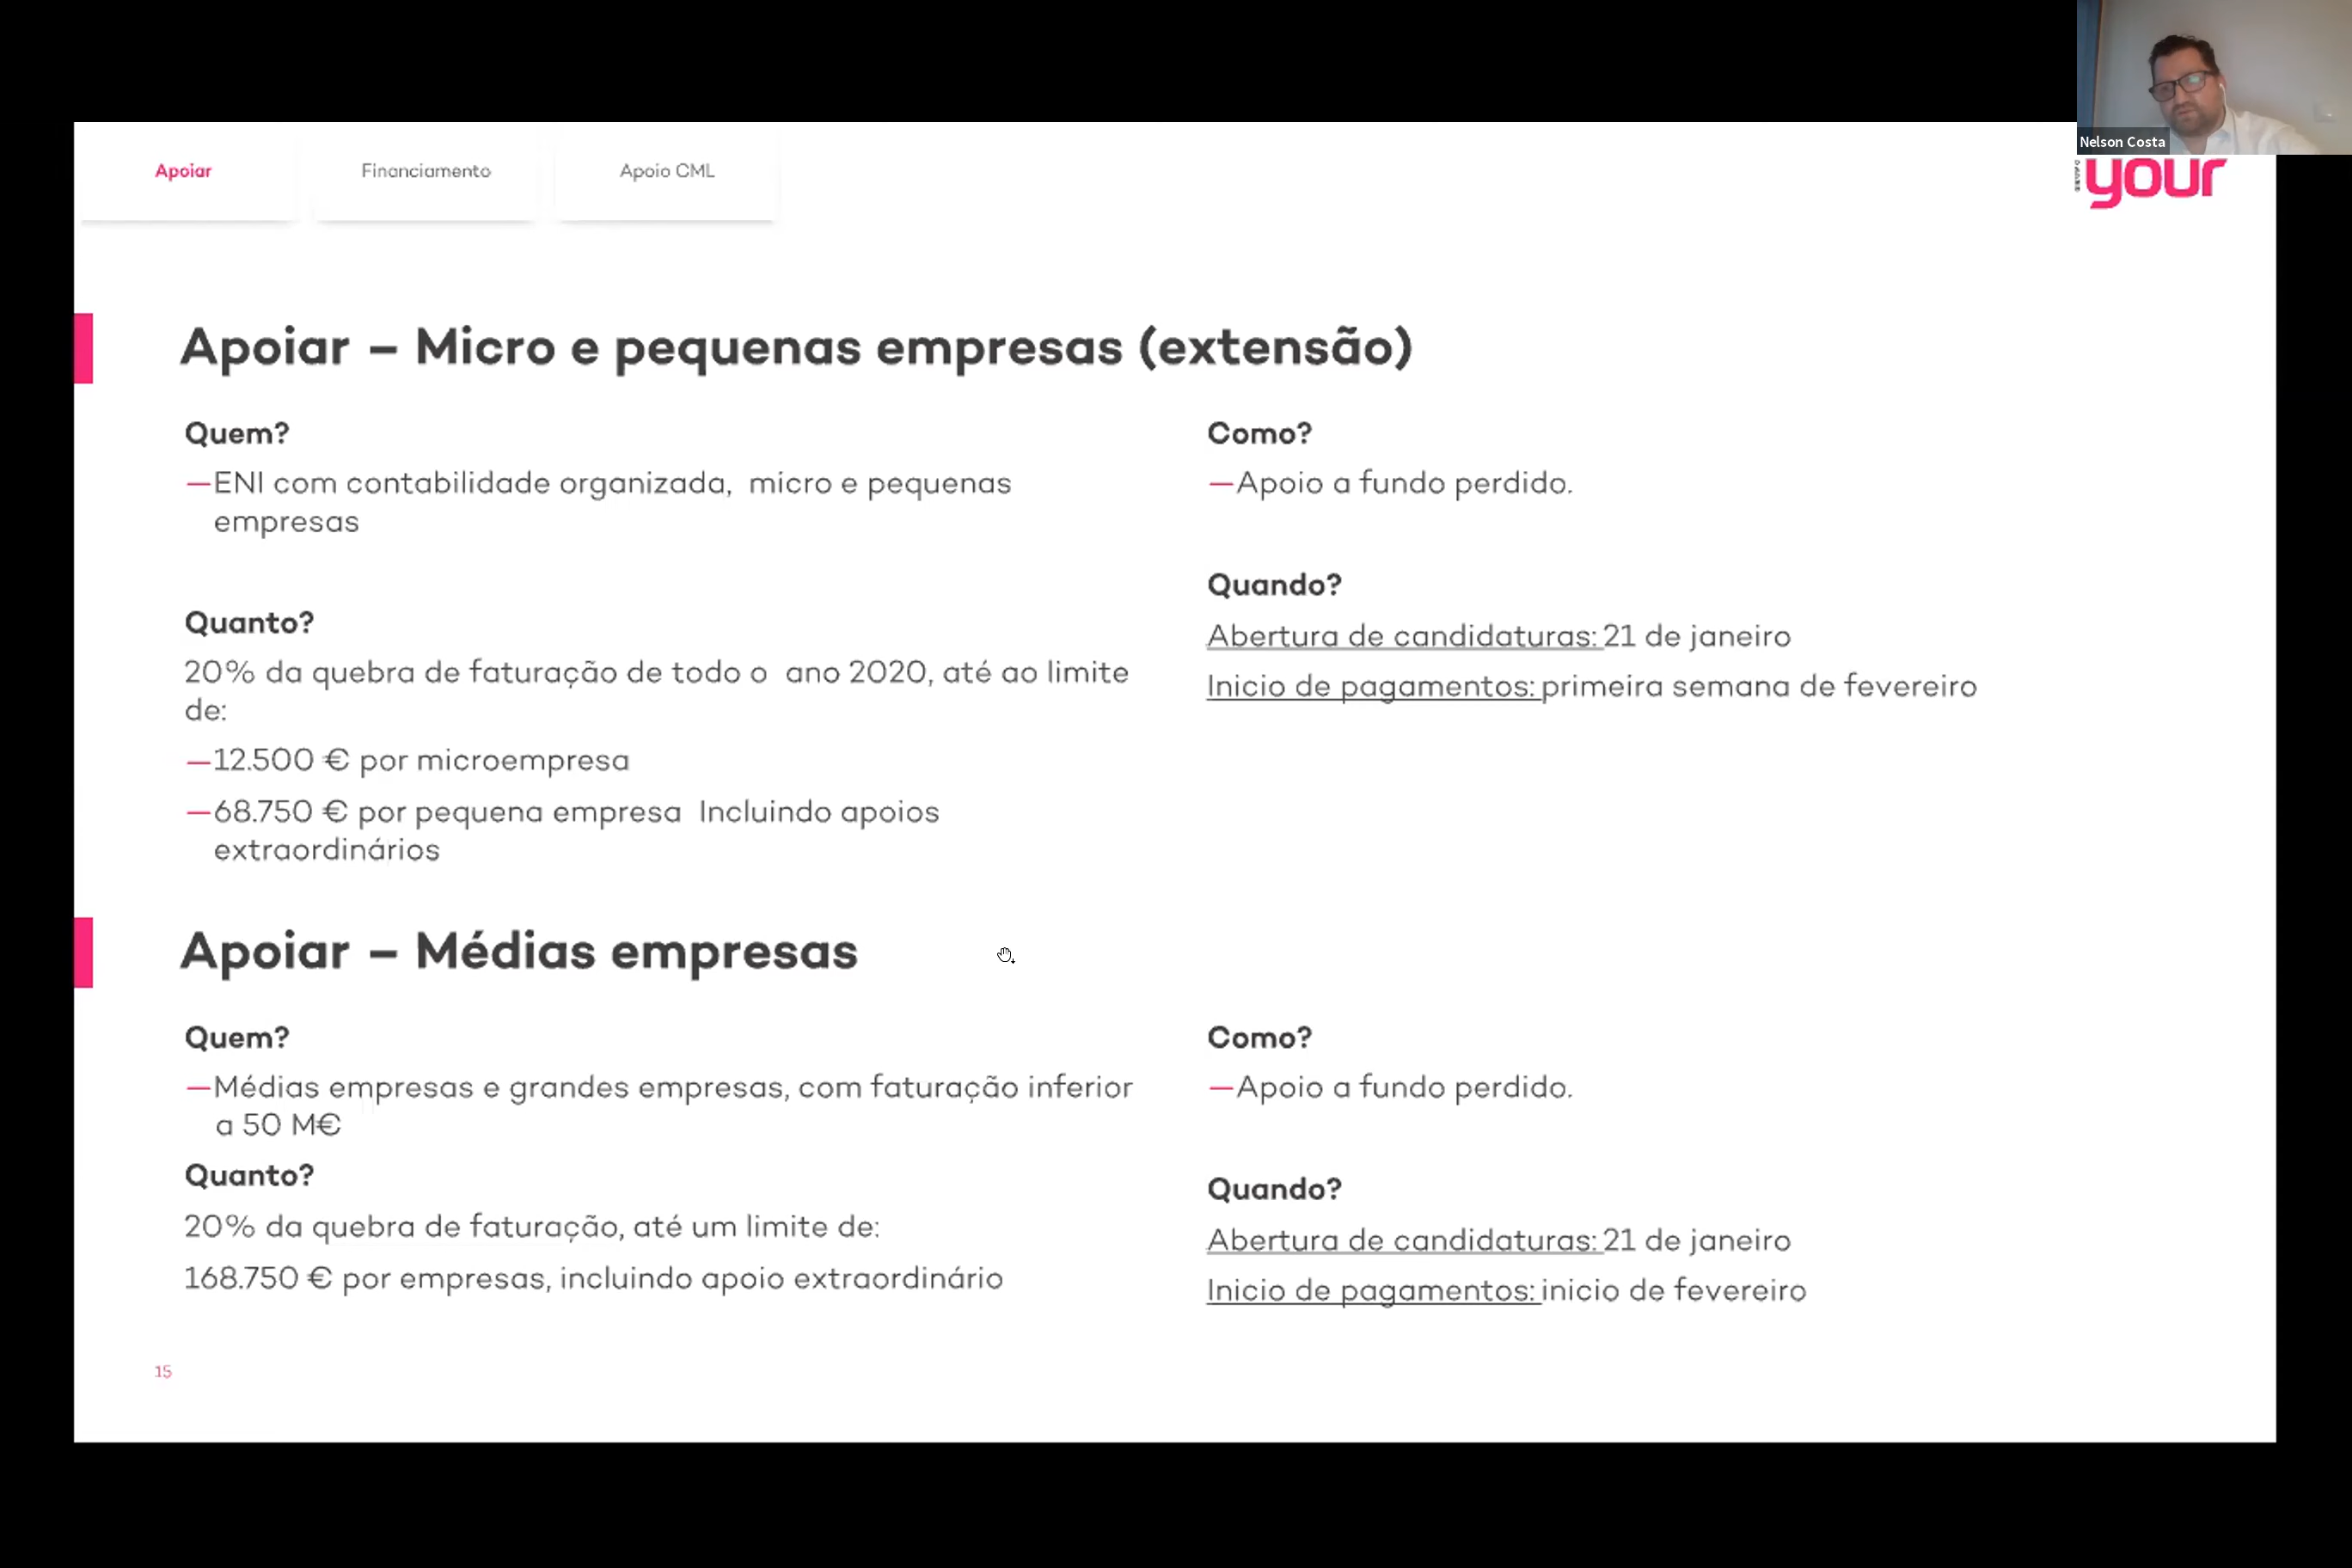 Nelson Costa
Apoiar
Financiamento
Apoio CML
your
Apoiar – Micro e pequenas empresas (extensão)
Quem?
—ENI com contabilidade organizada,  micro e pequenas
empresas
Quanto?
20% da quebra de faturação de todo o  ano 2020, até ao limite
de:
—12.500 € por microempresa
—68.750 € por pequena empresa  Incluindo apoios
extraordinários
Como?
—Apoio a fundo perdido.
Quando?
Abertura de candidaturas: 21 de janeiro
Inicio de pagamentos: primeira semana de fevereiro
Apoiar – Médias empresas
Quem?
—Médias empresas e grandes empresas, com faturação inferior
a 50 M€
Quanto?
20% da quebra de faturação, até um limite de:
168.750 € por empresas, incluindo apoio extraordinário
Como?
—Apoio a fundo perdido.
Quando?
Abertura de candidaturas: 21 de janeiro
Inicio de pagamentos: inicio de fevereiro
15